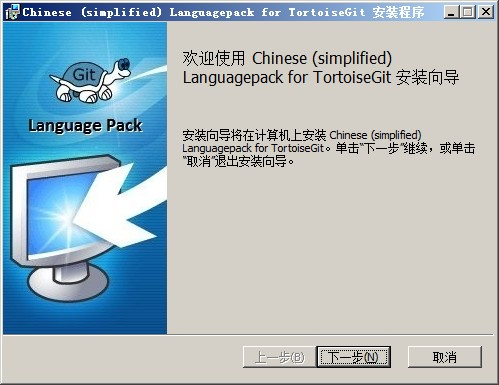 Chinese (simplified) Languagepack for TortoiseGit 安装程序
Git
Language Pack
欢迎使用 Chinese (simplified)
Languagepack for TortoiseGit 安装向导
安装向导将在计算机上安装 Chinese (simplified)
Languagepack for TortoiseGit。单击“下一步”继续，或单击
“取消”退出安装向导。
上一步(B)
下一步(N)
取消